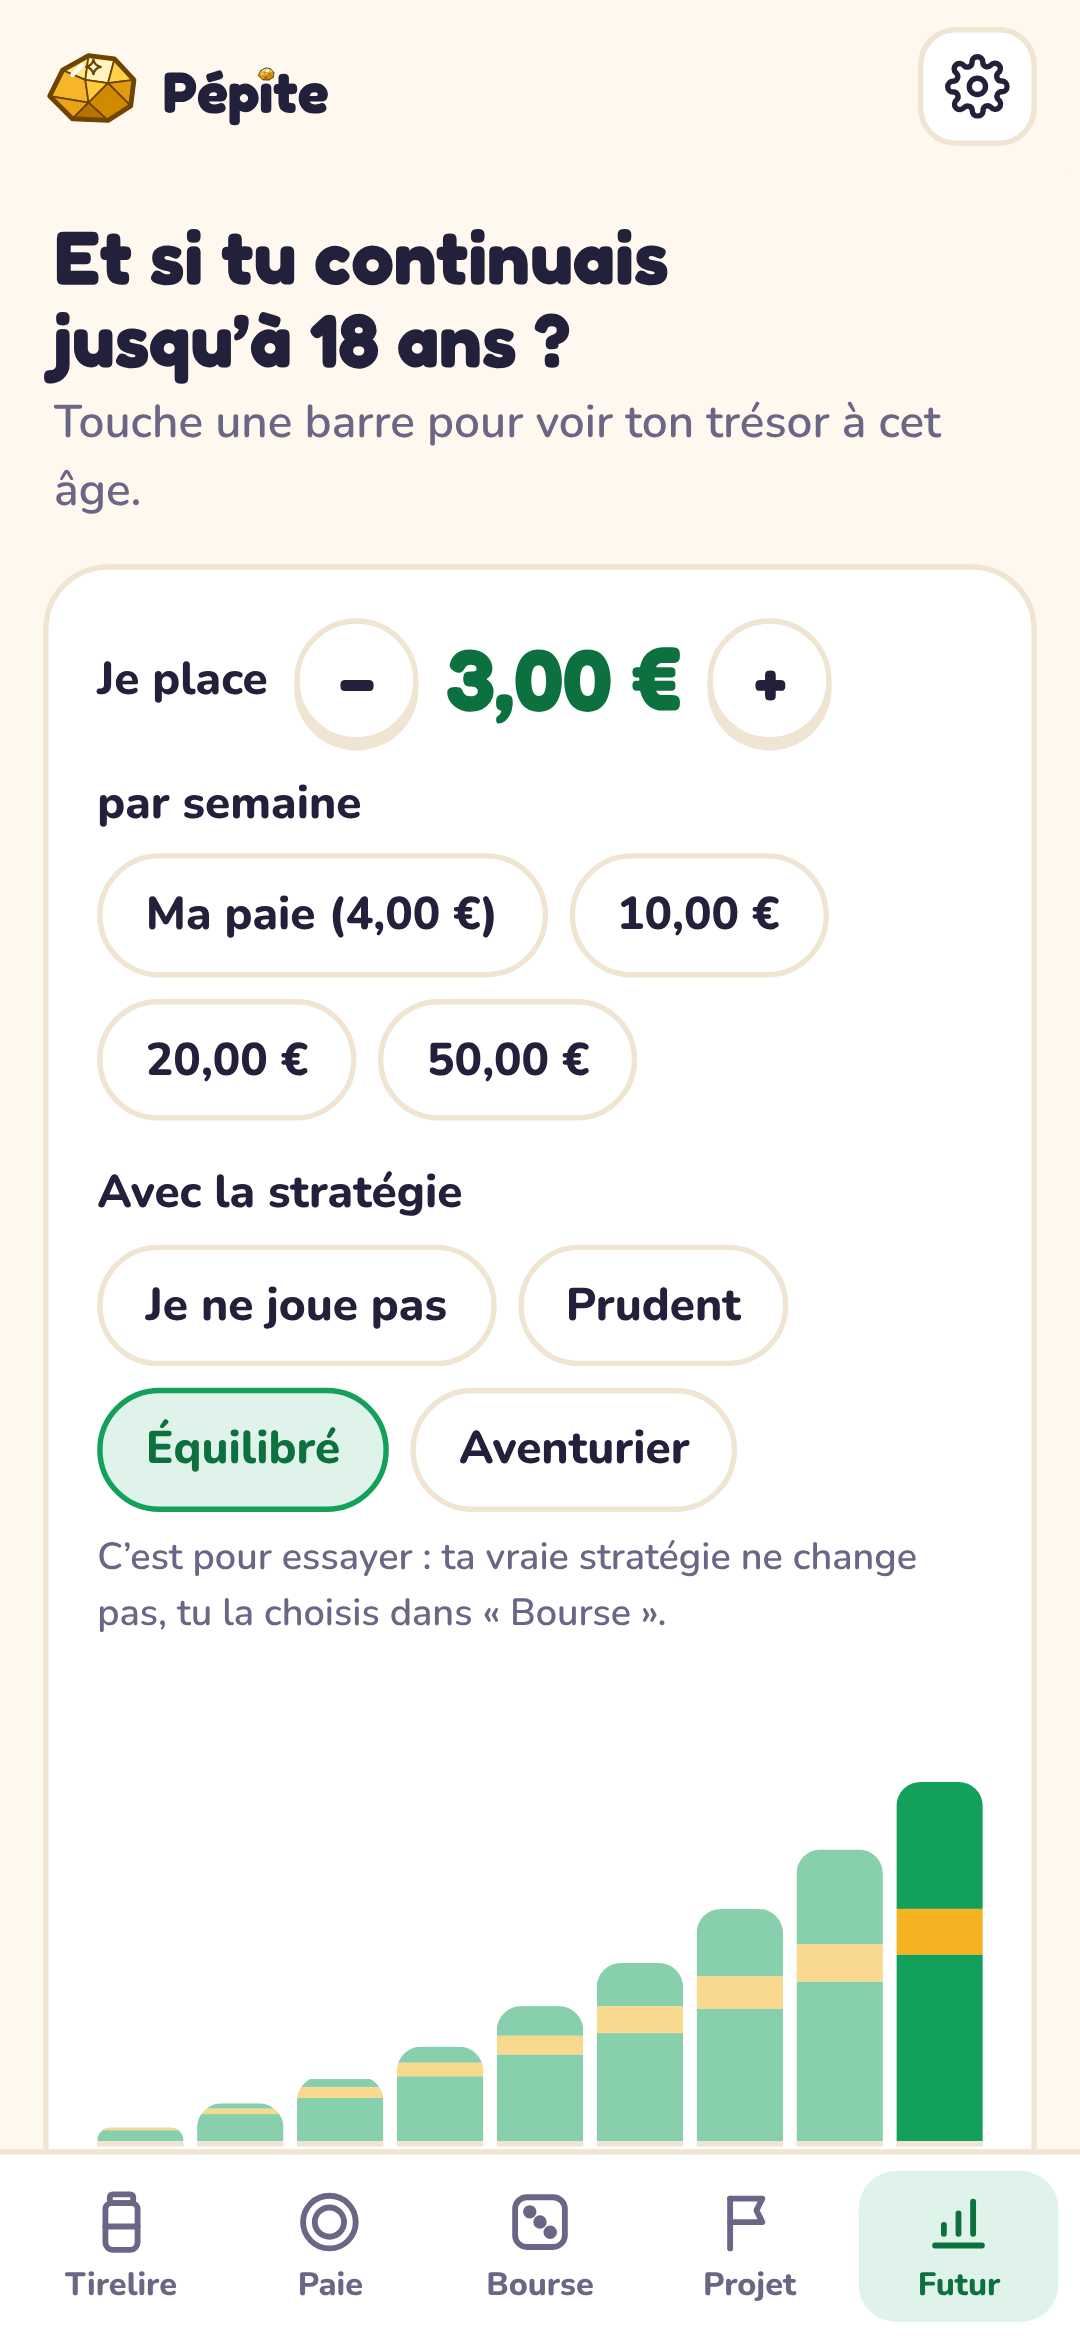 Pépite
Et si tu continuais
jusqu’à 18 ans ?
Touche une barre pour voir ton trésor à cet
âge.
Je place − 3,00 € +
par semaine
Ma paie (4,00 €) 10,00 €
20,00 € 50,00 €
Avec la stratégie
Je ne joue pas Prudent
Équilibré Aventurier
C’est pour essayer : ta vraie stratégie ne change
pas, tu la choisis dans « Bourse ».
Tirelire Paie Bourse Projet Futur